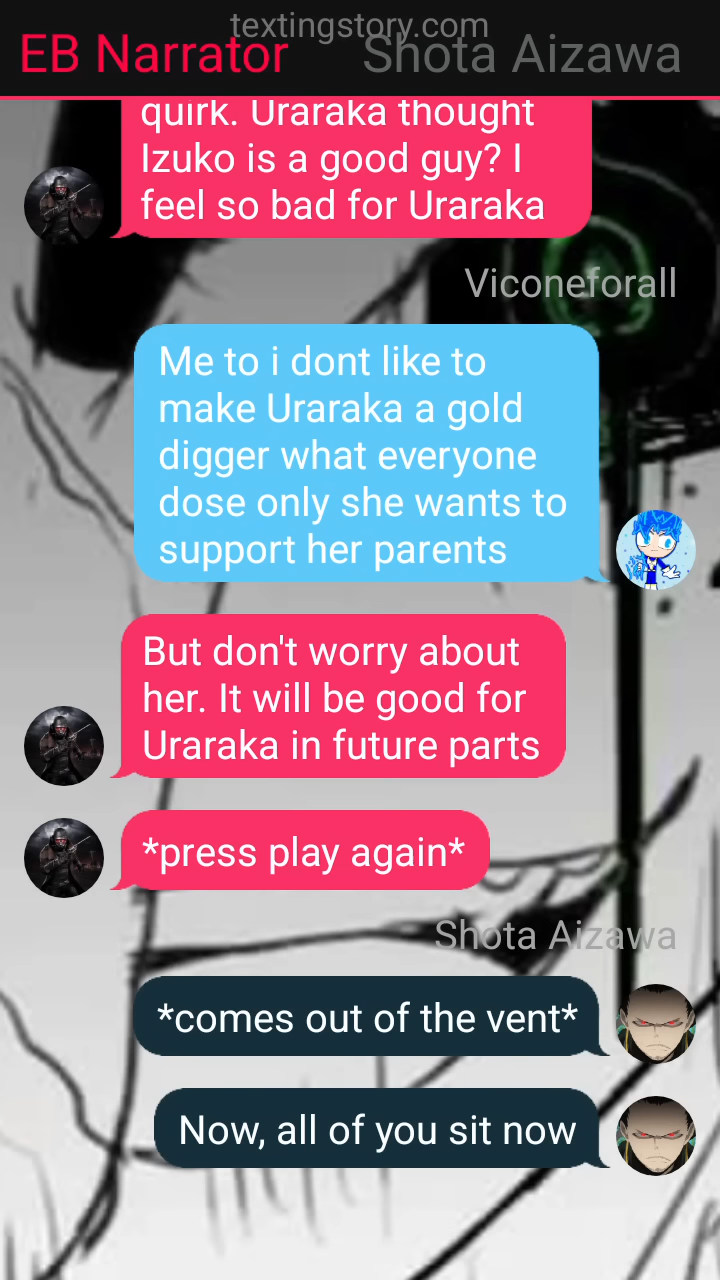 textingstory.com
EB Narrator
Shota Aizawa
quirk. Uraraka thought
Izuko is a good guy? I
feel so bad for Uraraka
Viconeforall
Me to i dont like to
make Uraraka a gold
digger what everyone
dose only she wants to
support her parents
But don't worry about
her. It will be good for
Uraraka in future parts
*press play again*
Shota Aizawa
*comes out of the vent*
Now, all of you sit now